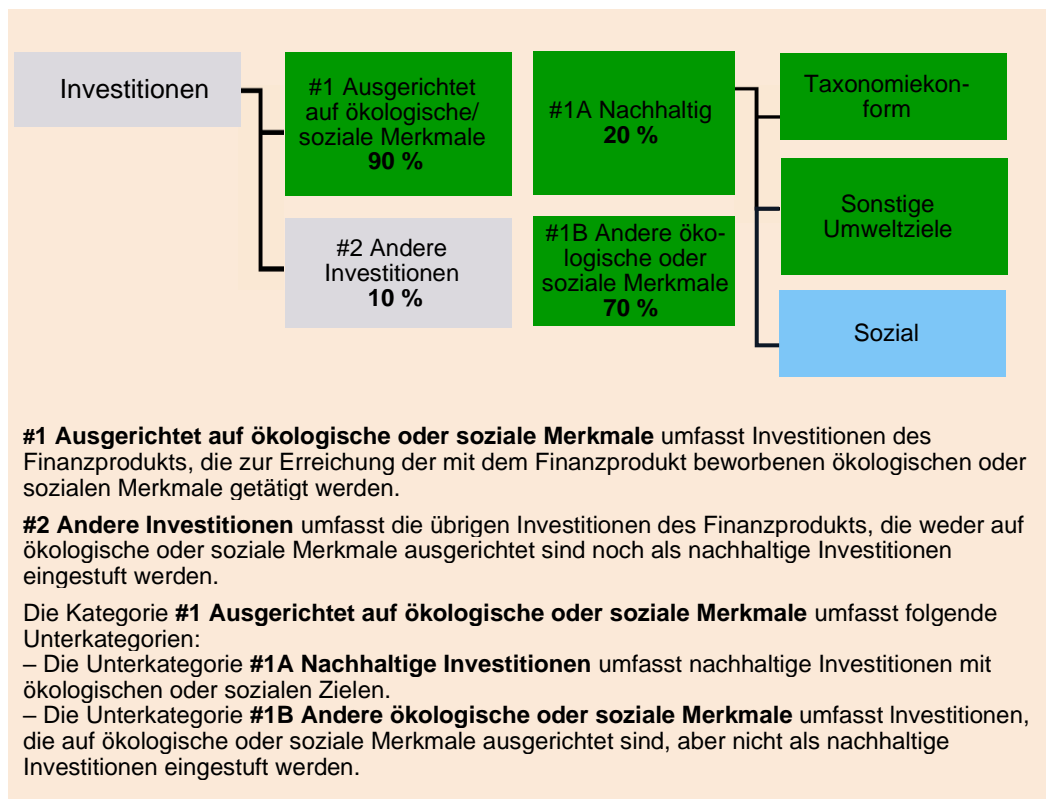 Investitionen
#1 Ausgerichtet
auf ökologische/
soziale Merkmale
90 %
#2 Andere
Investitionen
10 %
#1A Nachhaltig
20 %
#1B Andere öko-
logische oder
soziale Merkmale
70 %
Taxonomiekon-
form
Sonstige
Umweltziele
Sozial
#1 Ausgerichtet auf ökologische oder soziale Merkmale umfasst Investitionen des
Finanzprodukts, die zur Erreichung der mit dem Finanzprodukt beworbenen ökologischen oder
sozialen Merkmale getätigt werden.
#2 Andere Investitionen umfasst die übrigen Investitionen des Finanzprodukts, die weder auf
ökologische oder soziale Merkmale ausgerichtet sind noch als nachhaltige Investitionen
eingestuft werden.
Die Kategorie #1 Ausgerichtet auf ökologische oder soziale Merkmale umfasst folgende
Unterkategorien:
– Die Unterkategorie #1A Nachhaltige Investitionen umfasst nachhaltige Investitionen mit
ökologischen oder sozialen Zielen.
– Die Unterkategorie #1B Andere ökologische oder soziale Merkmale umfasst Investitionen,
die auf ökologische oder soziale Merkmale ausgerichtet sind, aber nicht als nachhaltige
Investitionen eingestuft werden.